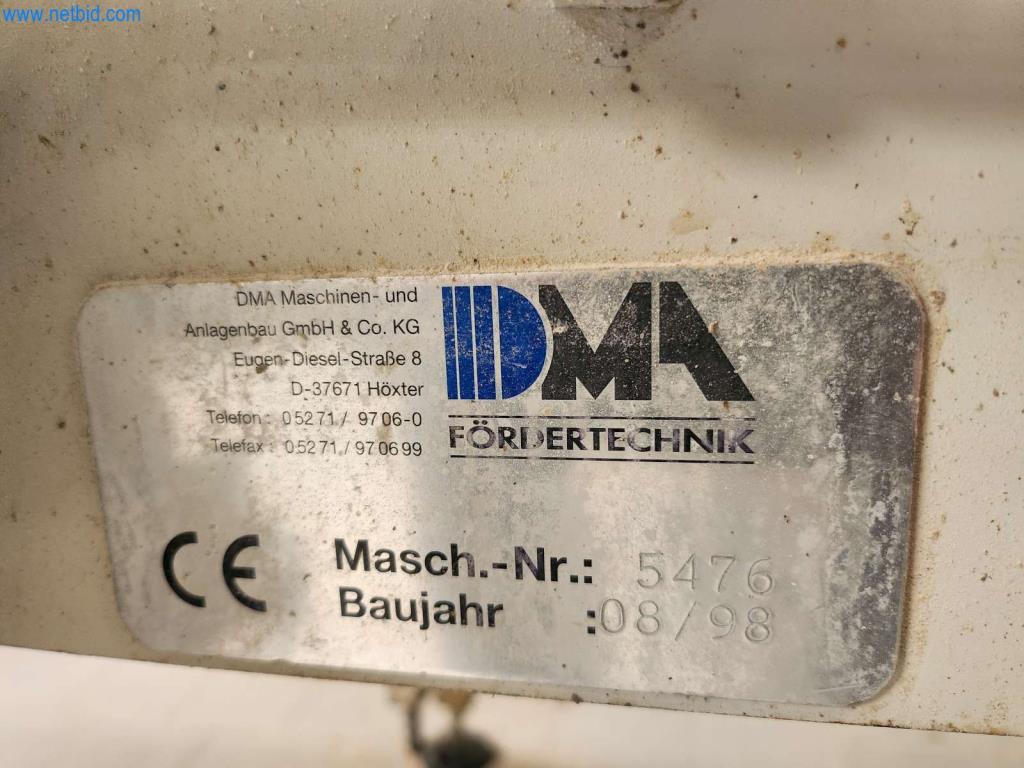 www.netbid.com
DMA Maschinen- und
Anlagenbau GmbH & Co. KG
Eugen-Diesel-Straße 8
D-37671 Höxter
Telefon: 05271/ 9706-0
Telefax: 05271/970699
DMA
FÖRDERTECHNIK
CE
Masch.-Nr.: 5476
Baujahr :08/98